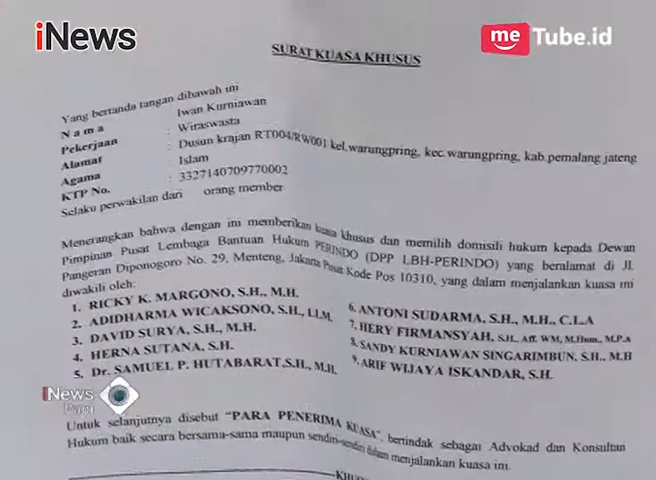 iNews
me Tube.id
SURAT KUASA KHUSUS
Yang bertanda tangan dibawah ini
Nama : Iwan Kurniawan
Pekerjaan : Wiraswasta
Alamat : Dusun krajan RT004/RW001 kel.warungpring, kec.warungpring, kab.pemalang jateng
Agama : Islam
KTP No. : 3327140709770002
Selaku perwakilan dari orang member
Menerangkan bahwa dengan ini memberikan kuasa khusus dan memilih domisili hukum kepada Dewan
Pimpinan Pusat Lembaga Bantuan Hukum PERINDO (DPP LBH-PERINDO) yang beralamat di Jl.
Pangeran Diponogoro No. 29, Menteng, Jakarta Pusat Kode Pos 10310, yang dalam menjalankan kuasa ini
diwakili oleh:
1. RICKY K. MARGONO, S.H., M.H.
2. ADIDHARMA WICAKSONO, S.H., LLM.
3. DAVID SURYA, S.H., M.H.
4. HERNA SUTANA, S.H.
5. Dr. SAMUEL P. HUTABARAT,S.H., M.H.
6. ANTONI SUDARMA, S.H., M.H., C.L.A
7. HERY FIRMANSYAH, S.H., Aff. WM, M.Hum., M.P.A
8. SANDY KURNIAWAN SINGARIMBUN, S.H., M.H
9. ARIF WIJAYA ISKANDAR, S.H.
iNews
Pagi
Untuk selanjutnya disebut "PARA PENERIMA KUASA", bertindak sebagai Advokad dan Konsultan
Hukum baik secara bersama-sama maupun sendiri-sendiri dalam menjalankan kuasa ini.